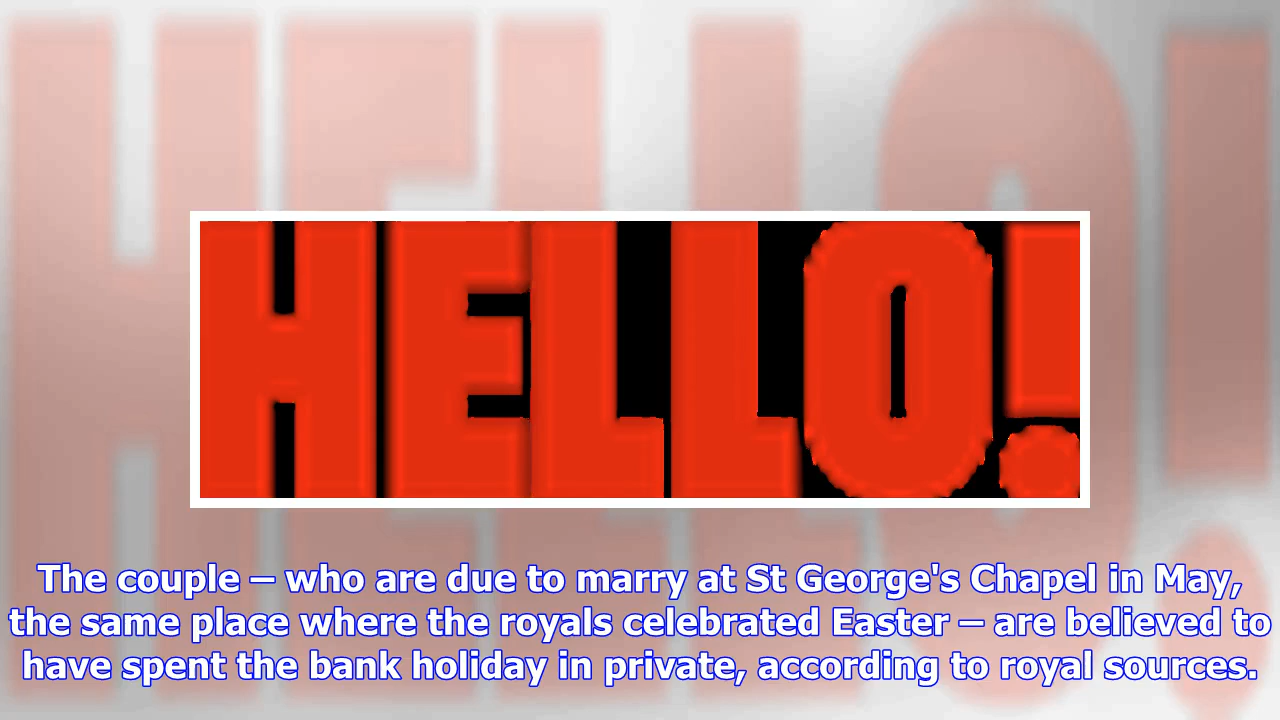 HELLO!
The couple – who are due to marry at St George's Chapel in May,
the same place where the royals celebrated Easter – are believed to
have spent the bank holiday in private, according to royal sources.